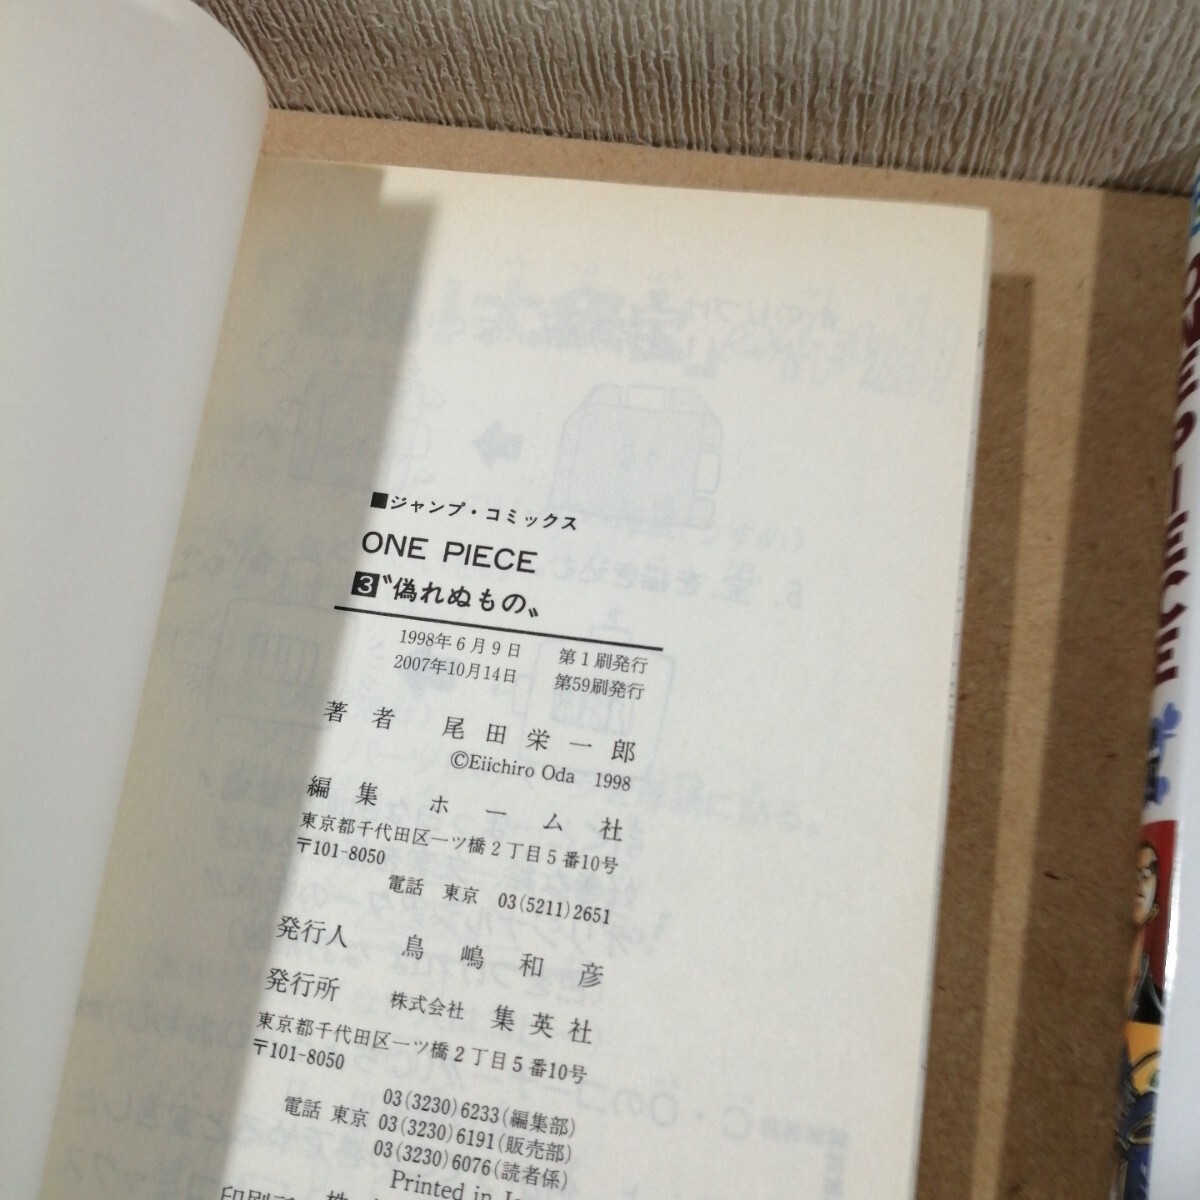 ■ジャンプ・コミックス
ONE PIECE
3〝偽れぬもの〟
1998年6月9日 第1刷発行
2007年10月14日 第59刷発行
著者 尾田栄一郎
©Eiichiro Oda 1998
編集 ホーム社
東京都千代田区一ツ橋2丁目5番10号
〒101-8050
電話 東京 03(5211)2651
発行人 鳥嶋和彦
発行所 株式会社 集英社
東京都千代田区一ツ橋2丁目5番10号
〒101-8050
03(3230)6233(編集部)
電話 東京 03(3230)6191(販売部)
03(3230)6076(読者係)
Printed in